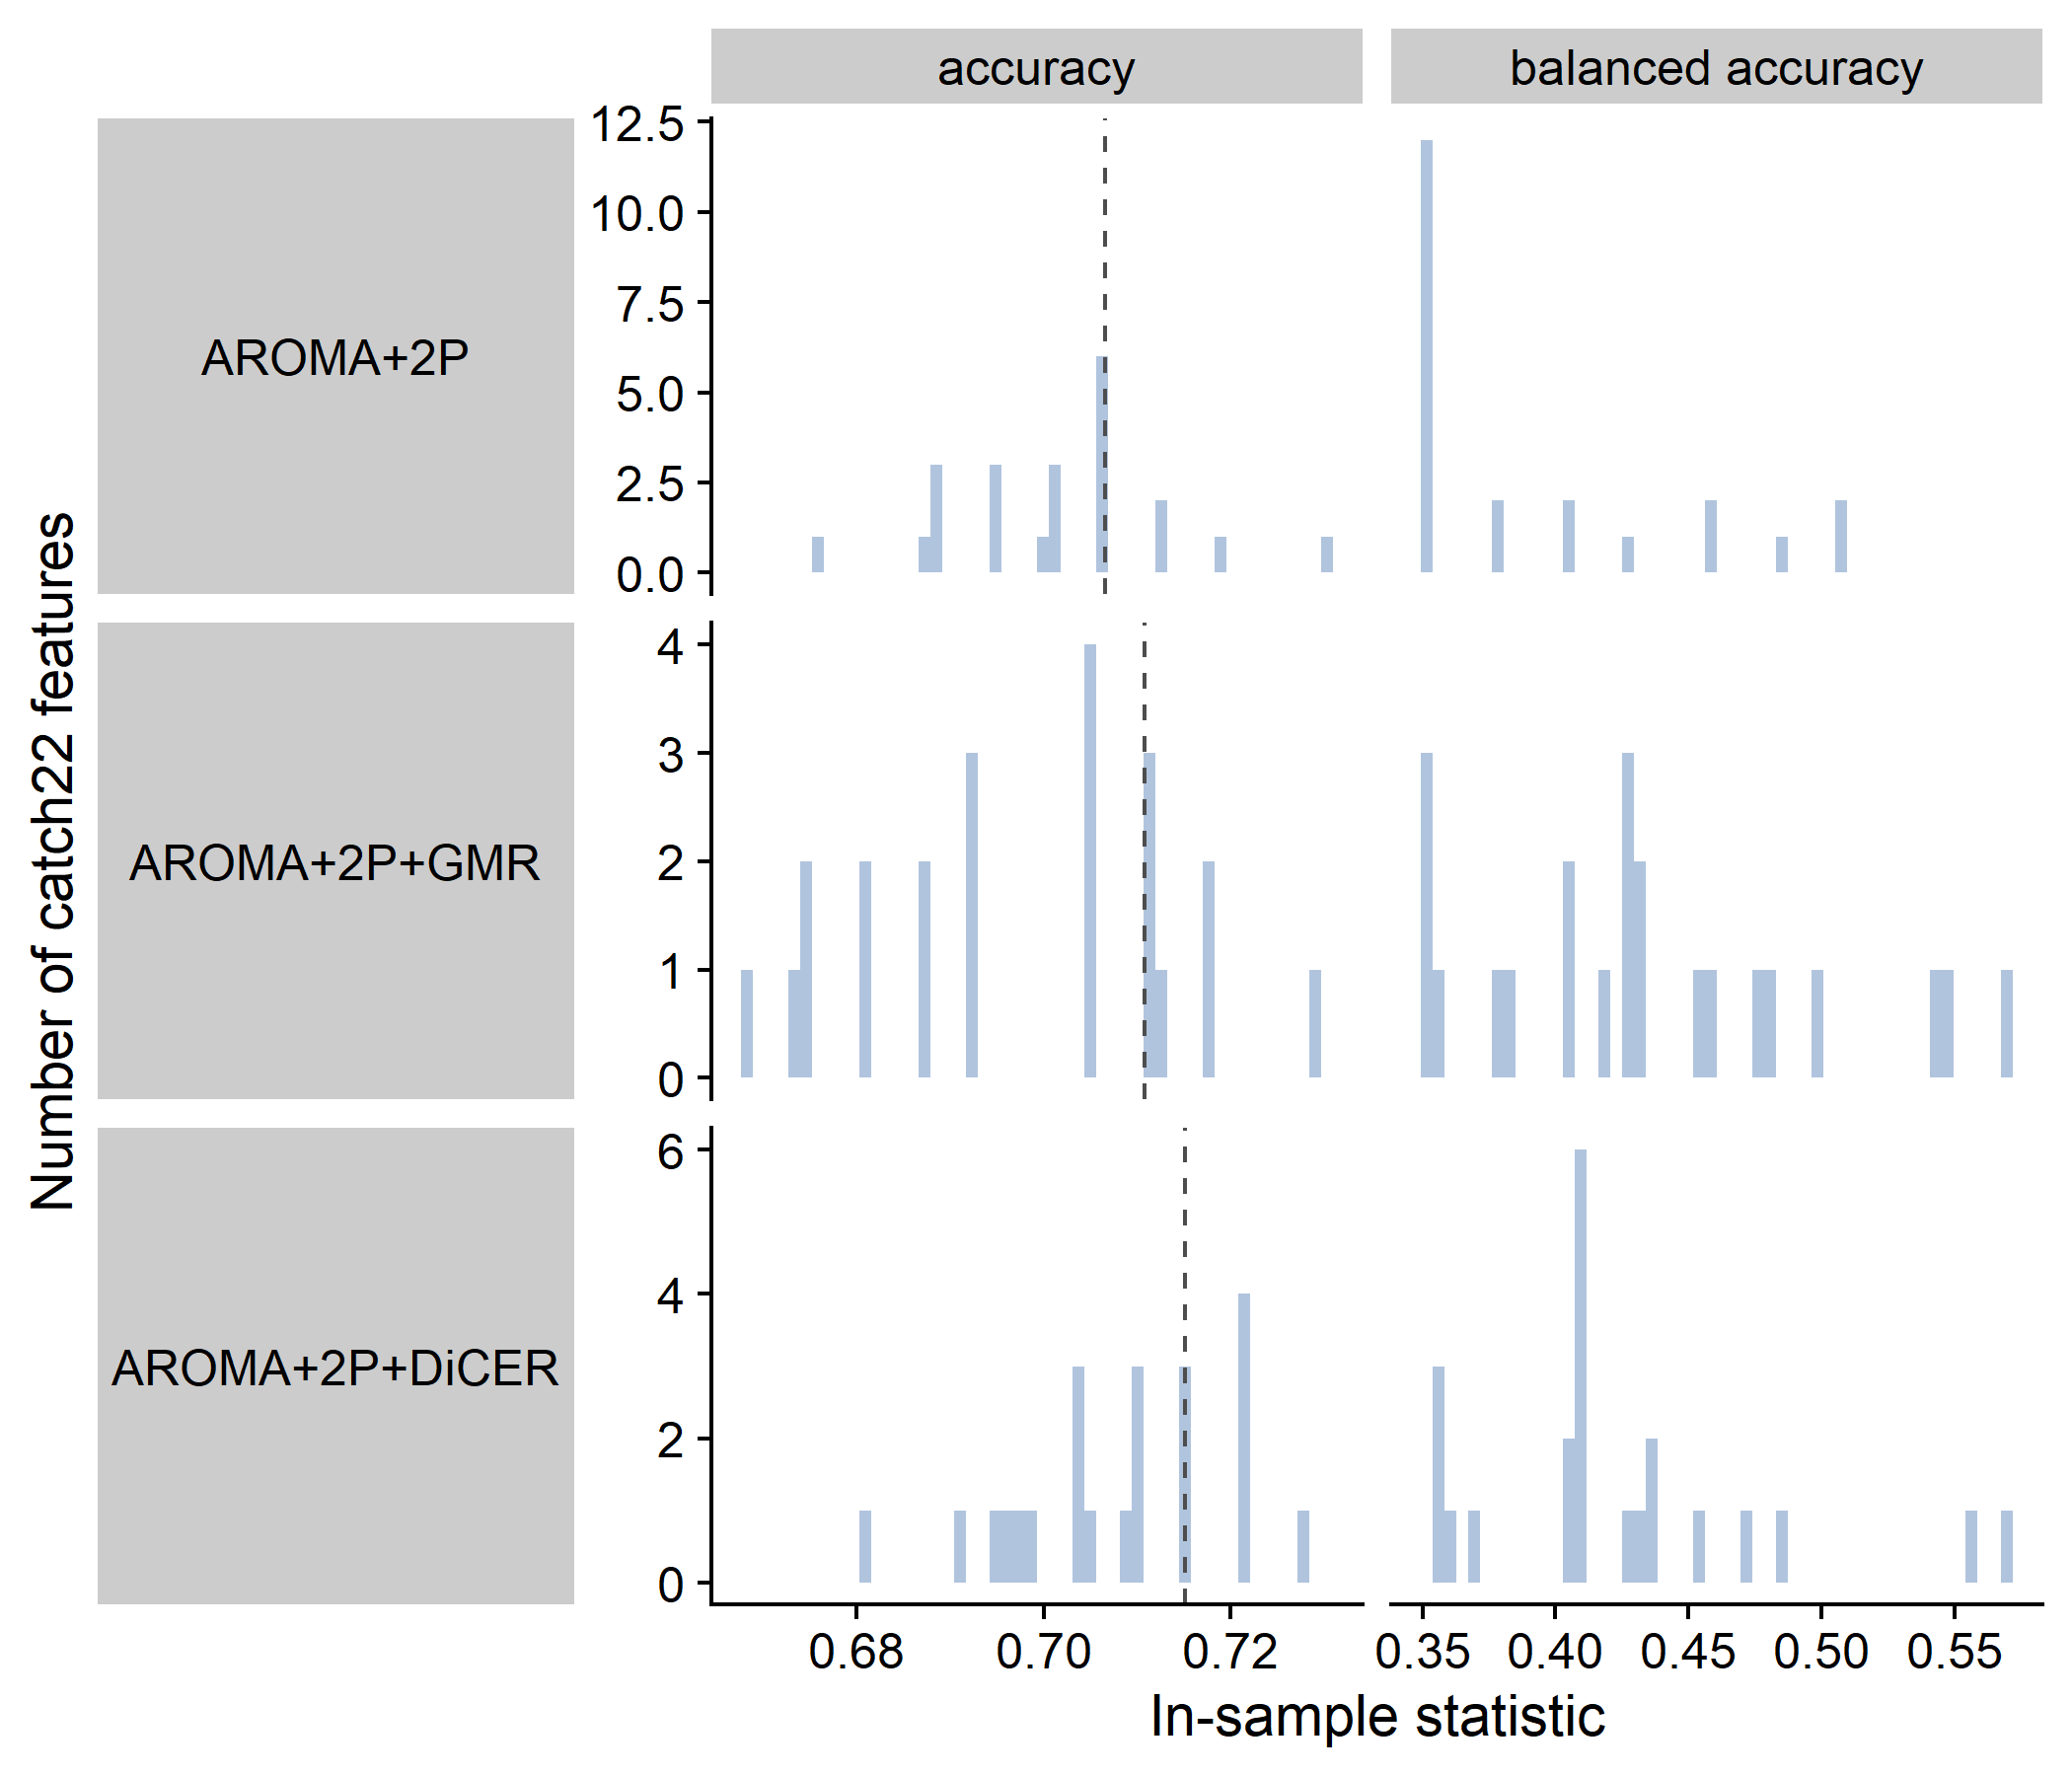 accuracy
balanced accuracy
Number of catch22 features
AROMA+2P
12.5
10.0
7.5
5.0
2.5
0.0
AROMA+2P+GMR
4
3
2
1
0
AROMA+2P+DiCER
6
4
2
0
0.68 0.70 0.72 0.35 0.40 0.45 0.50 0.55
In-sample statistic